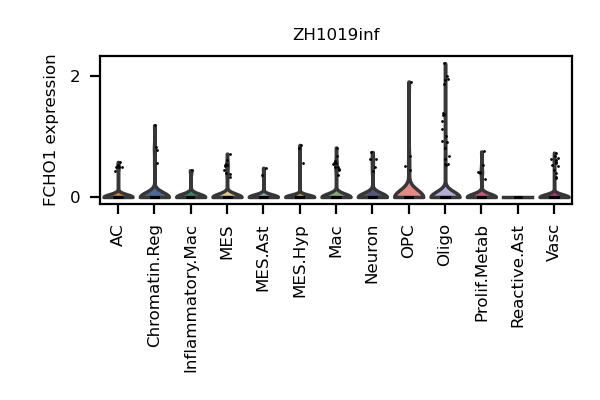 ZH1019inf
FCHO1 expression
2
0
AC
Chromatin.Reg
Inflammatory.Mac
MES
MES.Ast
MES.Hyp
Mac
Neuron
OPC
Oligo
Prolif.Metab
Reactive.Ast
Vasc